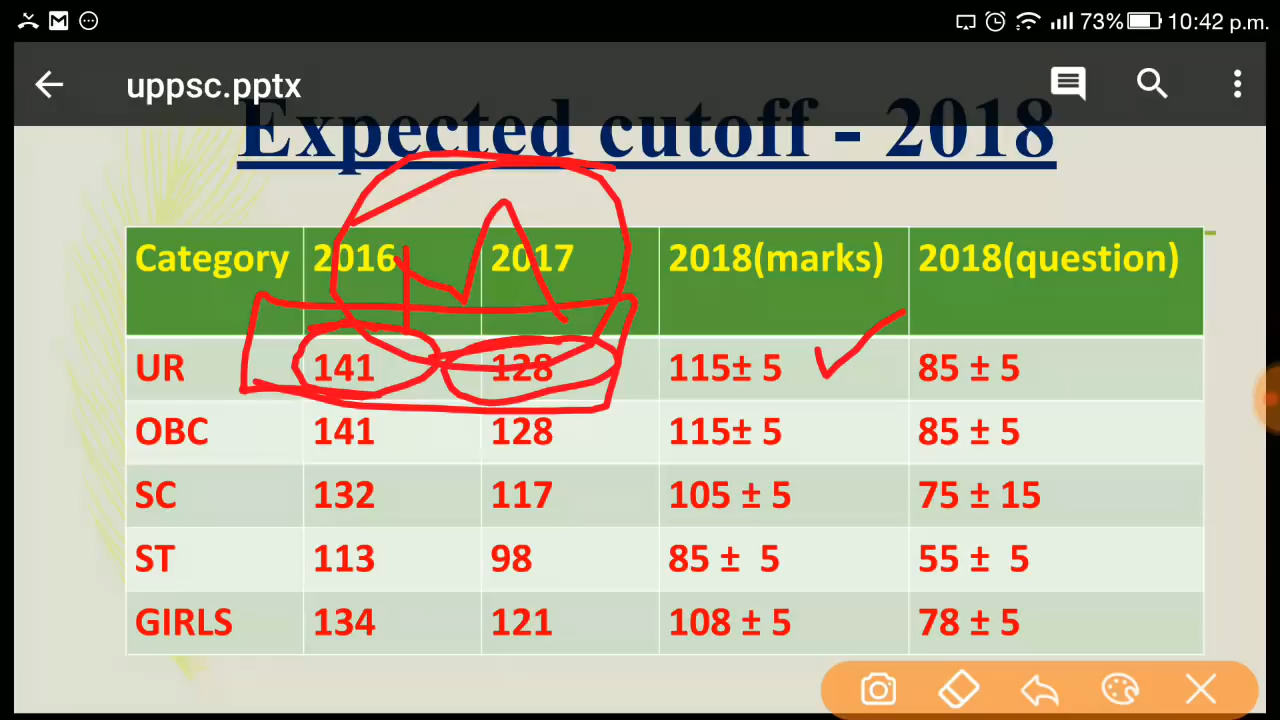 73% 10:42 p.m.
uppsc.pptx
Expected cutoff - 2018
Category 2016 2017 2018(marks) 2018(question)
UR 141 128 115± 5 85 ± 5
OBC 141 128 115± 5 85 ± 5
SC 132 117 105 ± 5 75 ± 15
ST 113 98 85 ± 5 55 ± 5
GIRLS 134 121 108 ± 5 78 ± 5